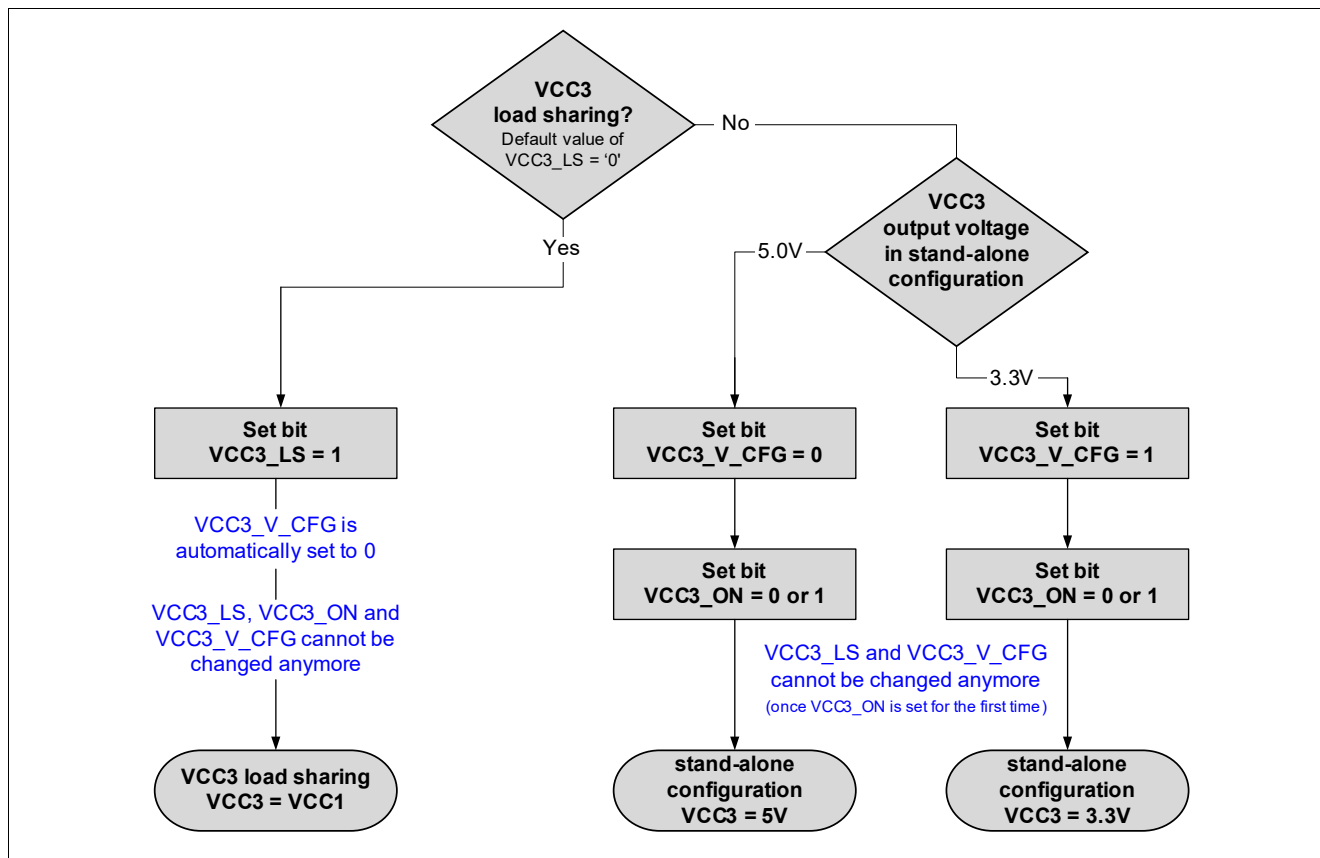 VCC3
load sharing?
Default value of
VCC3_LS = ‘0'
No
Yes
VCC3
output voltage
in stand-alone
configuration
5.0V
3.3V
Set bit
VCC3_LS = 1
Set bit
VCC3_V_CFG = 0
Set bit
VCC3_V_CFG = 1
VCC3_V_CFG is
automatically set to 0
Set bit
VCC3_ON = 0 or 1
Set bit
VCC3_ON = 0 or 1
VCC3_LS, VCC3_ON and
VCC3_V_CFG cannot be
changed anymore
VCC3_LS and VCC3_V_CFG
cannot be changed anymore
(once VCC3_ON is set for the first time)
VCC3 load sharing
VCC3 = VCC1
stand-alone
configuration
VCC3 = 5V
stand-alone
configuration
VCC3 = 3.3V